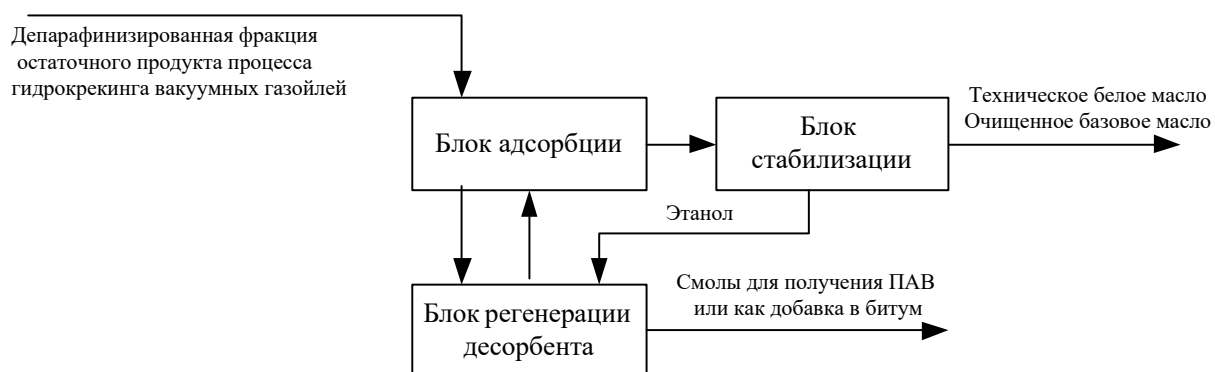 Депарафинизированная фракция
остаточного продукта процесса
гидрокрекинга вакуумных газойлей
Блок адсорбции
Блок
стабилизации
Техническое белое масло
Очищенное базовое масло
Этанол
Блок регенерации
десорбента
Смолы для получения ПАВ
или как добавка в битум